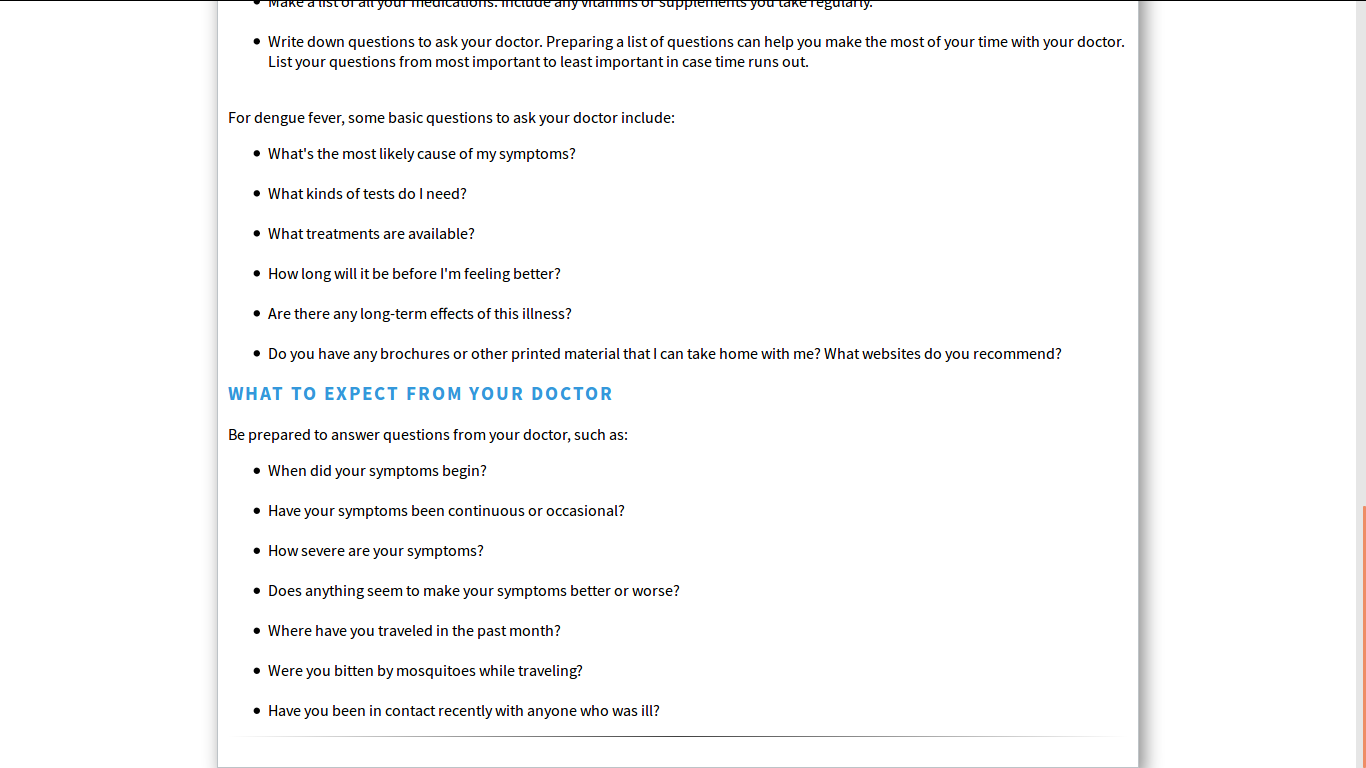 Make a list of all your medications. Include any vitamins or supplements you take regularly.
Write down questions to ask your doctor. Preparing a list of questions can help you make the most of your time with your doctor.
List your questions from most important to least important in case time runs out.
For dengue fever, some basic questions to ask your doctor include:
What's the most likely cause of my symptoms?
What kinds of tests do I need?
What treatments are available?
How long will it be before I'm feeling better?
Are there any long-term effects of this illness?
Do you have any brochures or other printed material that I can take home with me? What websites do you recommend?
WHAT TO EXPECT FROM YOUR DOCTOR
Be prepared to answer questions from your doctor, such as:
When did your symptoms begin?
Have your symptoms been continuous or occasional?
How severe are your symptoms?
Does anything seem to make your symptoms better or worse?
Where have you traveled in the past month?
Were you bitten by mosquitoes while traveling?
Have you been in contact recently with anyone who was ill?